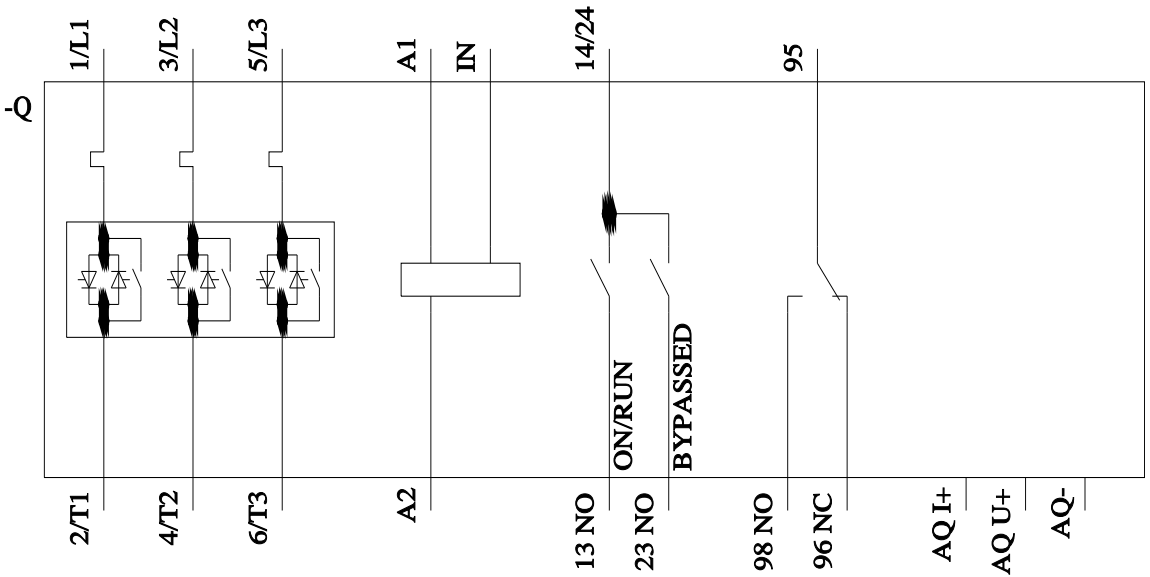 1/L1
3/L2
5/L3
A1
IN
14/24
95
-Q
ON/RUN
BYPASSED
2/T1
4/T2
6/T3
A2
13 NO
23 NO
98 NO
96 NC
AQ I+
AQ U+
AQ-